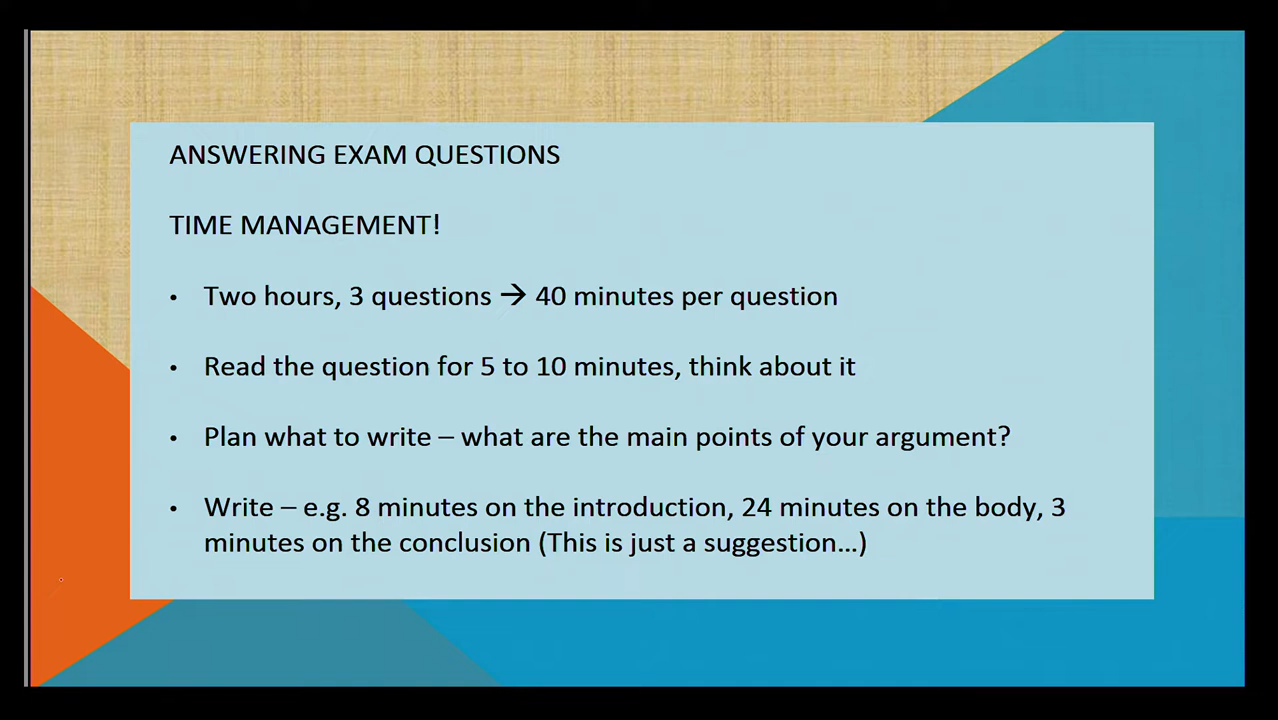 ANSWERING EXAM QUESTIONS
TIME MANAGEMENT!
• Two hours, 3 questions → 40 minutes per question
• Read the question for 5 to 10 minutes, think about it
• Plan what to write – what are the main points of your argument?
• Write – e.g. 8 minutes on the introduction, 24 minutes on the body, 3
minutes on the conclusion (This is just a suggestion…)